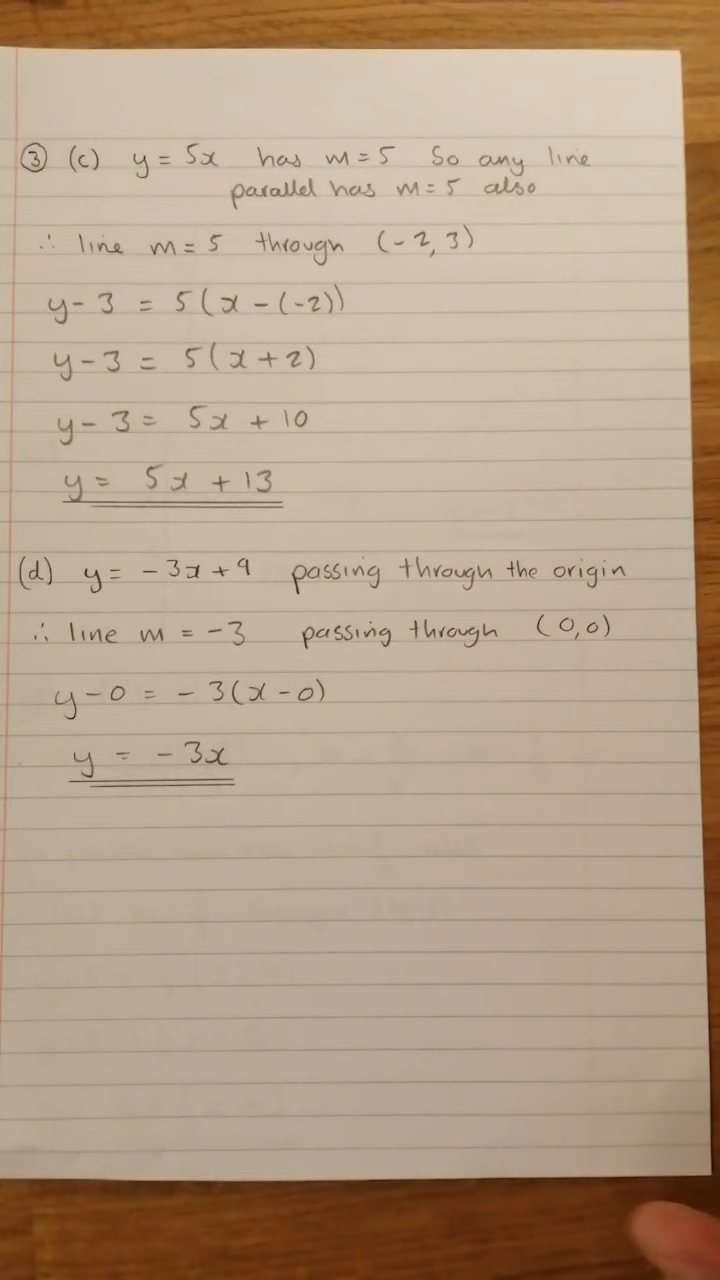 ③ (c) y = 5x has m = 5 So any line
parallel has m = 5 also
∴ line m = 5 through (-2, 3)
y - 3 = 5(x - (-2))
y - 3 = 5(x + 2)
y - 3 = 5x + 10
y = 5x + 13
(d) y = -3x + 9 passing through the origin
∴ line m = -3 passing through (0,0)
y - 0 = -3(x - 0)
y = -3x